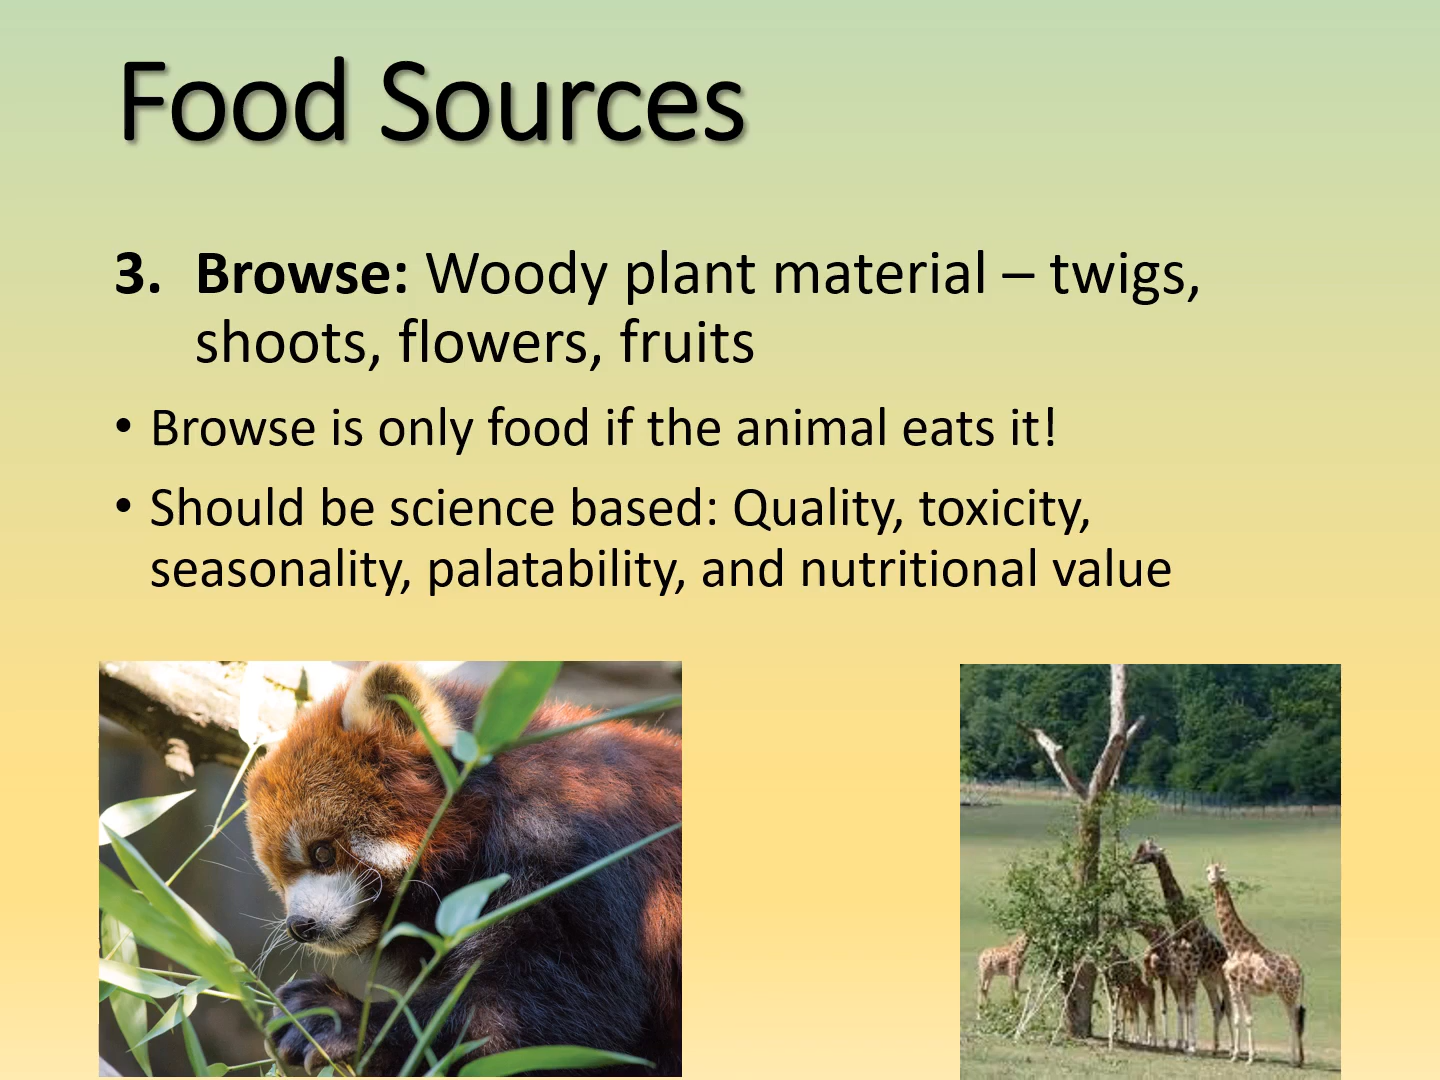 Food Sources
3. Browse: Woody plant material – twigs,
shoots, flowers, fruits
• Browse is only food if the animal eats it!
• Should be science based: Quality, toxicity,
seasonality, palatability, and nutritional value